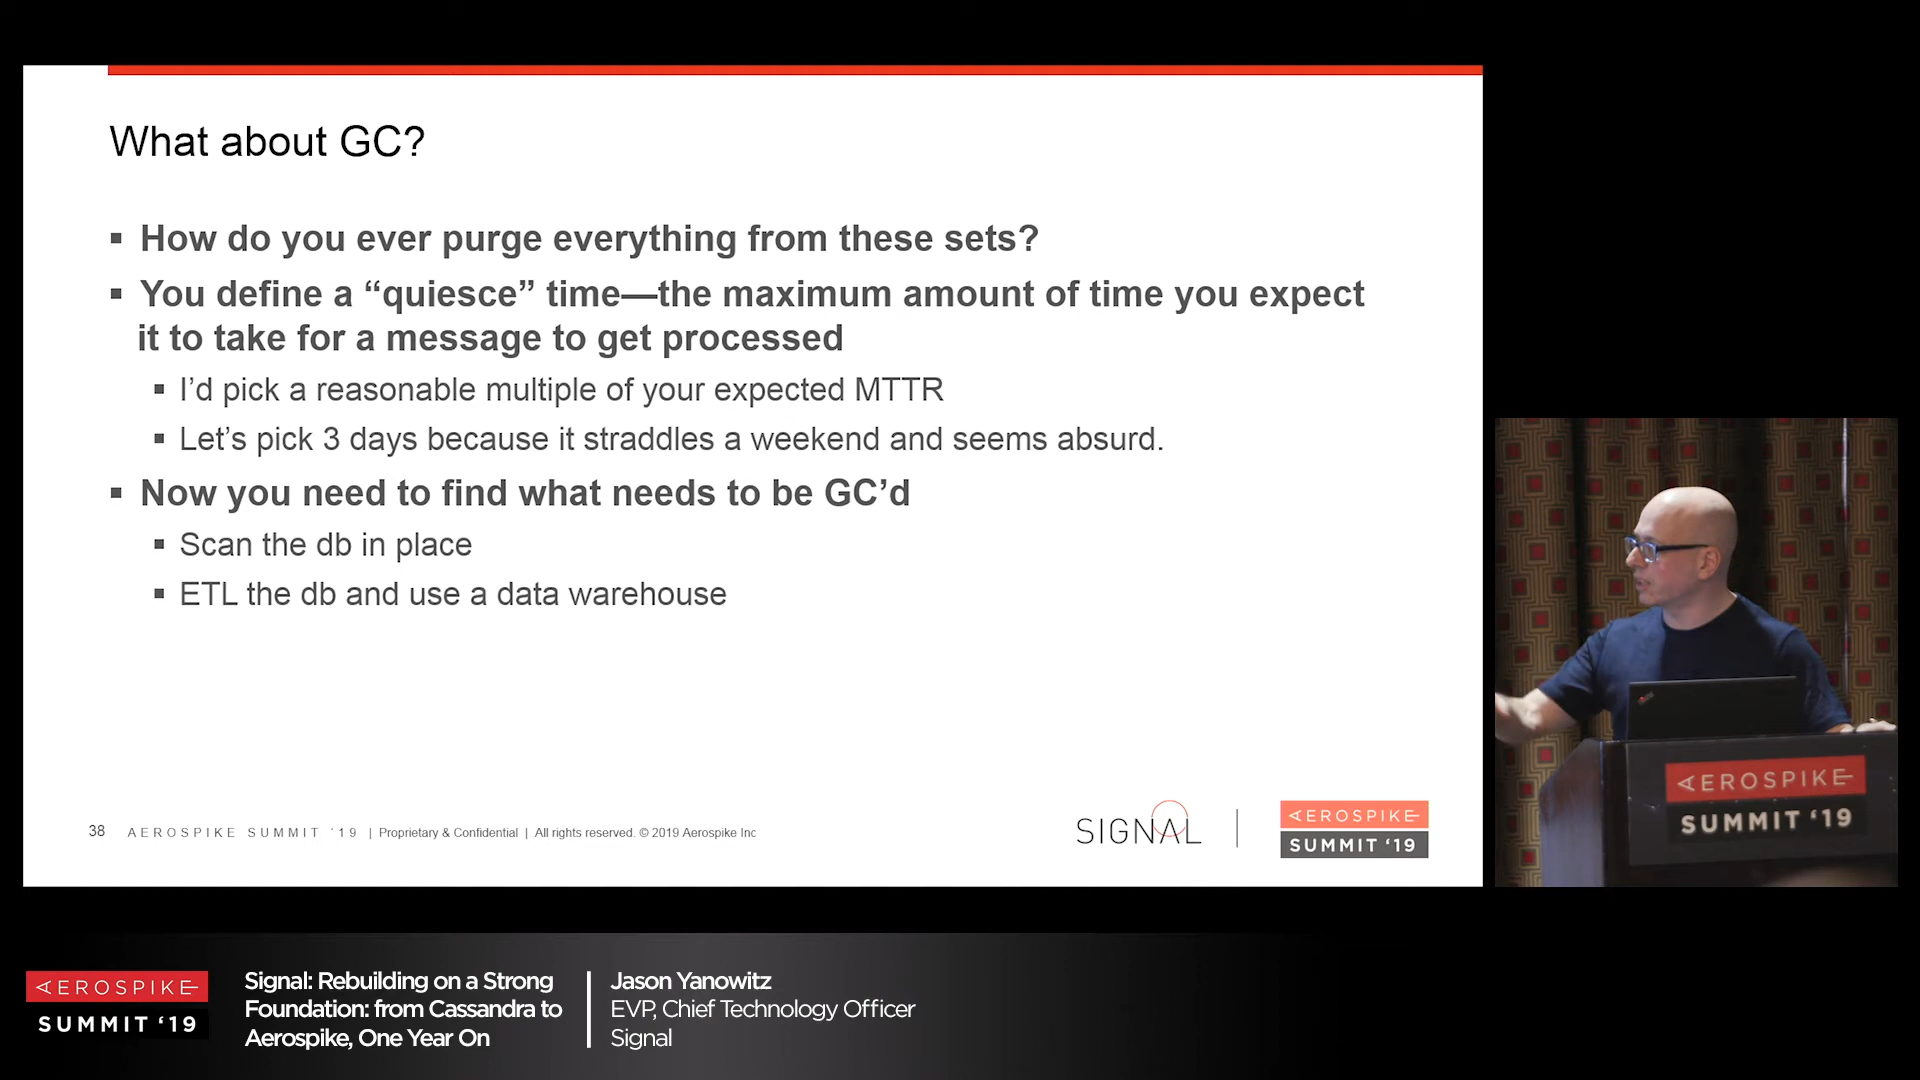 What about GC?
▪ How do you ever purge everything from these sets?
▪ You define a “quiesce” time—the maximum amount of time you expect
it to take for a message to get processed
▪ I’d pick a reasonable multiple of your expected MTTR
▪ Let’s pick 3 days because it straddles a weekend and seems absurd.
▪ Now you need to find what needs to be GC’d
▪ Scan the db in place
▪ ETL the db and use a data warehouse
38 AEROSPIKE SUMMIT ‘19 | Proprietary & Confidential | All rights reserved. © 2019 Aerospike Inc
SIGNAL
AEROSPIKE
SUMMIT ‘19
AEROSPIKE
SUMMIT ‘19
AEROSPIKE
SUMMIT ‘19
Signal: Rebuilding on a Strong
Foundation: from Cassandra to
Aerospike, One Year On
Jason Yanowitz
EVP, Chief Technology Officer
Signal